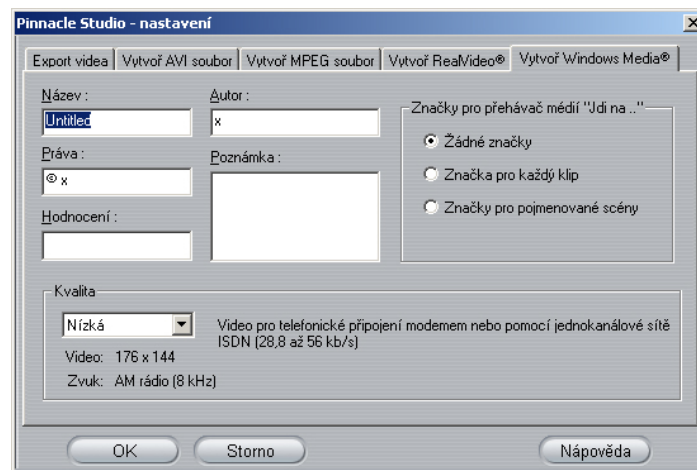 Pinnacle Studio - nastavení
Export videa
Vytvoř AVI soubor
Vytvoř MPEG soubor
Vytvoř RealVideo®
Vytvoř Windows Media®
Název :
Untitled
Autor :
x
Práva :
© x
Poznámka :
Hodnocení :
Značky pro přehávač médií "Jdi na .."
Žádné značky
Značka pro každý klip
Značky pro pojmenované scény
Kvalita
Nízká
Video pro telefonické připojení modemem nebo pomocí jednokanálové sítě
ISDN (28,8 až 56 kb/s)
Video: 176 x 144
Zvuk: AM rádio (8 kHz)
OK
Storno
Nápověda